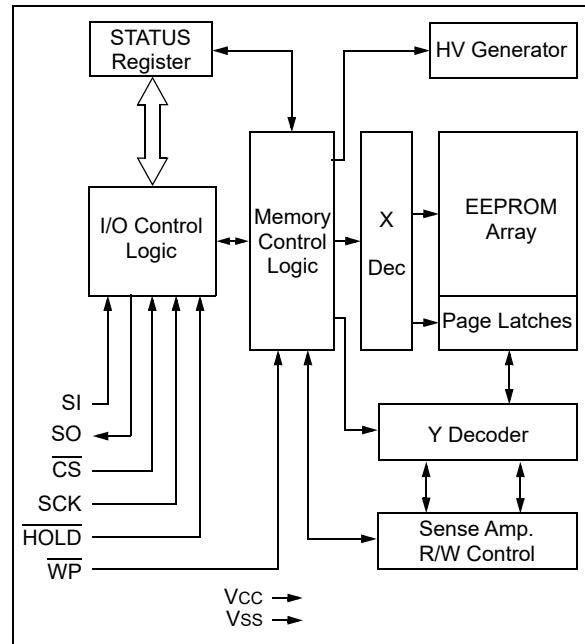 STATUS
Register
HV Generator
I/O Control
Logic
Memory
Control
Logic
X
Dec
EEPROM
Array
Page Latches
SI
SO
CS
SCK
HOLD
WP
Y Decoder
Sense Amp.
R/W Control
VCC
VSS